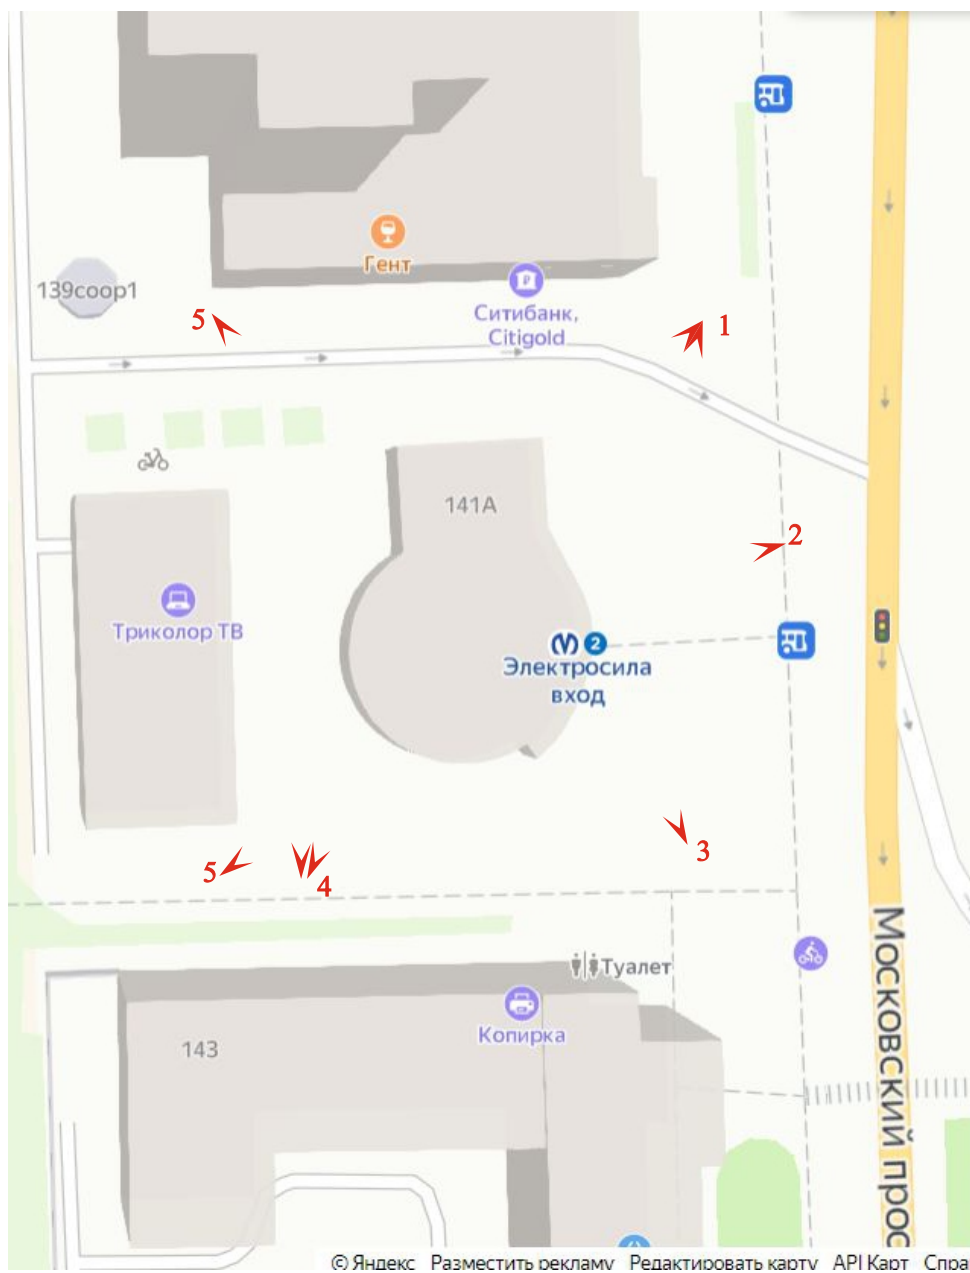 Гент
139соор1
5
Ситибанк,
Citigold
1
141А
2
Триколор ТВ
2
Электросила
вход
3
5
4
Московский прос
Туалет
Копирка
143
© Яндекс Разместить рекламу Редактировать карту API Карт Спра